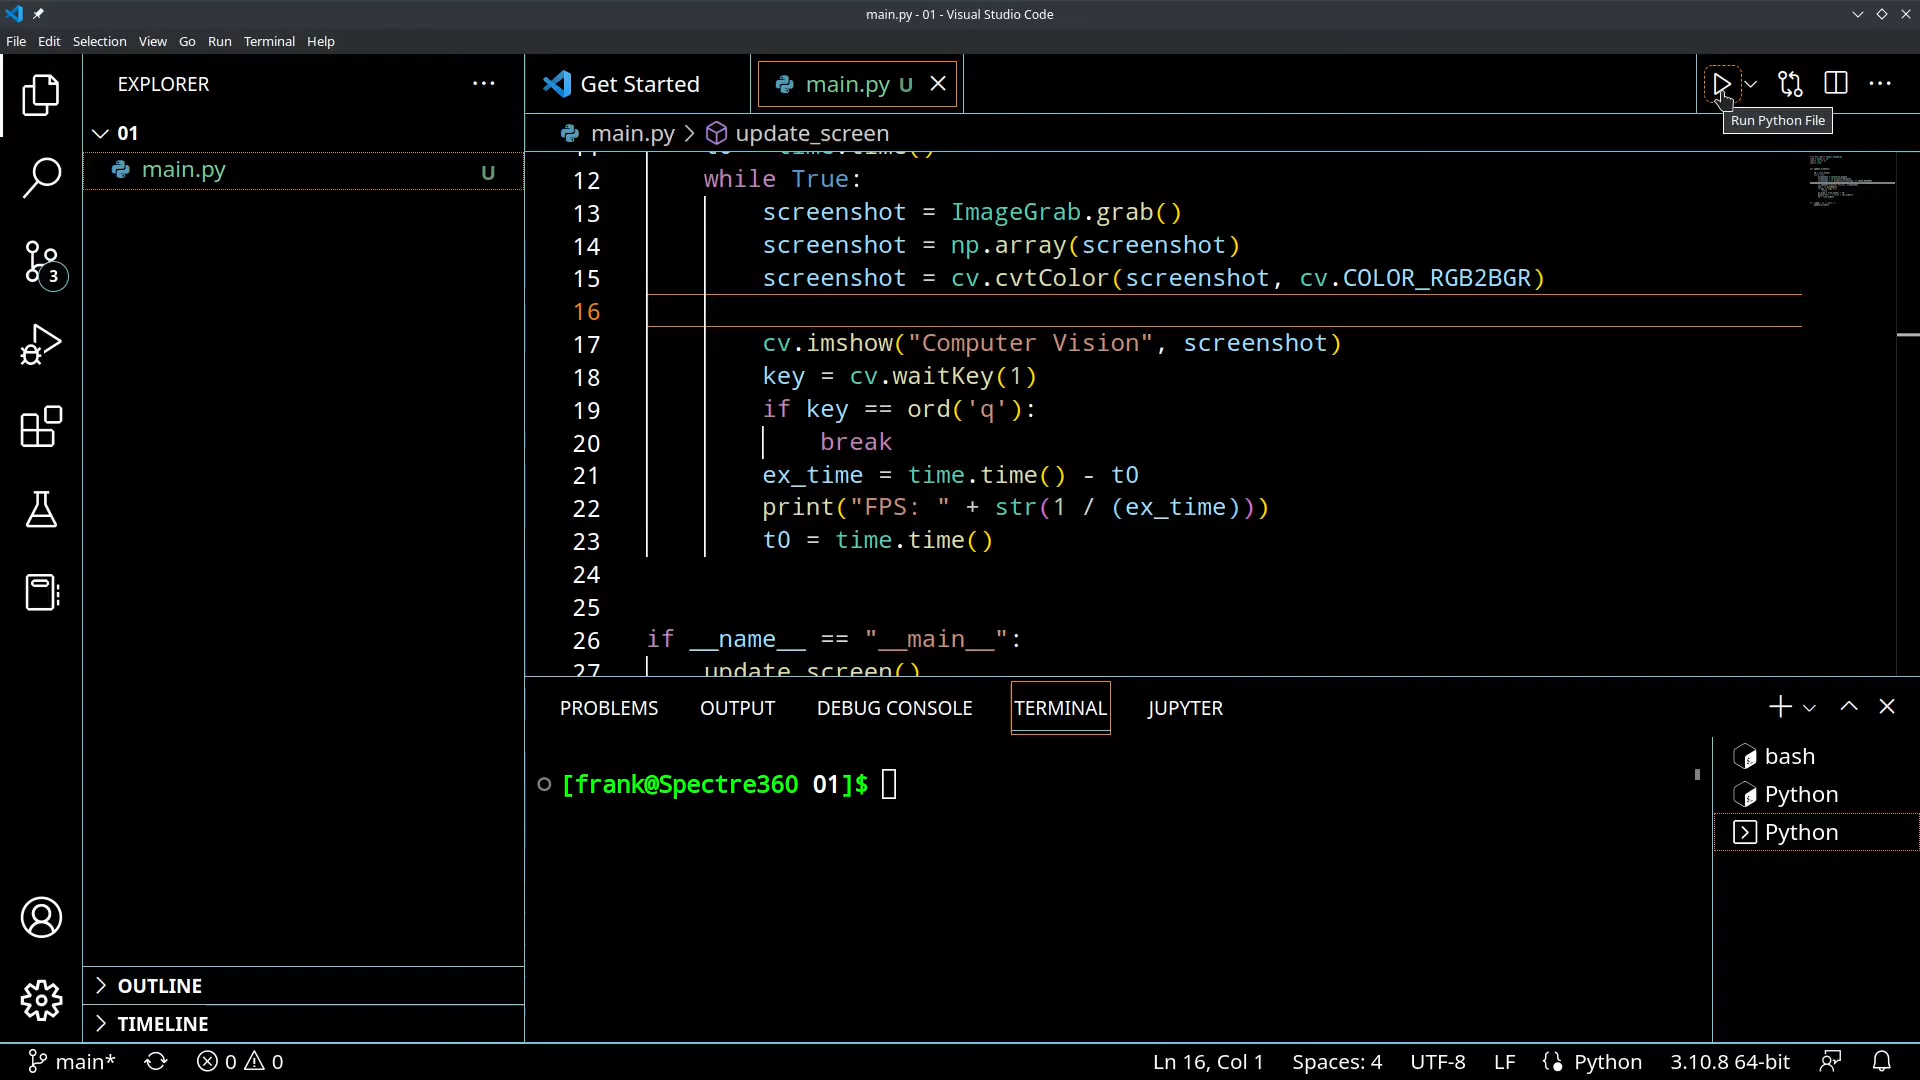 main.py - 01 - Visual Studio Code
File Edit Selection View Go Run Terminal Help
EXPLORER
01
main.py U
3
OUTLINE
TIMELINE
Get Started
main.py U
Run Python File
main.py > update_screen
12 while True:
13 screenshot = ImageGrab.grab()
14 screenshot = np.array(screenshot)
15 screenshot = cv.cvtColor(screenshot, cv.COLOR_RGB2BGR)
16
17 cv.imshow("Computer Vision", screenshot)
18 key = cv.waitKey(1)
19 if key == ord('q'):
20 break
21 ex_time = time.time() - t0
22 print("FPS: " + str(1 / (ex_time)))
23 t0 = time.time()
24
25
26 if __name__ == "__main__":
27 update_screen()
PROBLEMS OUTPUT DEBUG CONSOLE TERMINAL JUPYTER
[frank@Spectre360 01]$
bash
Python
Python
main* 0 0 Ln 16, Col 1 Spaces: 4 UTF-8 LF Python 3.10.8 64-bit